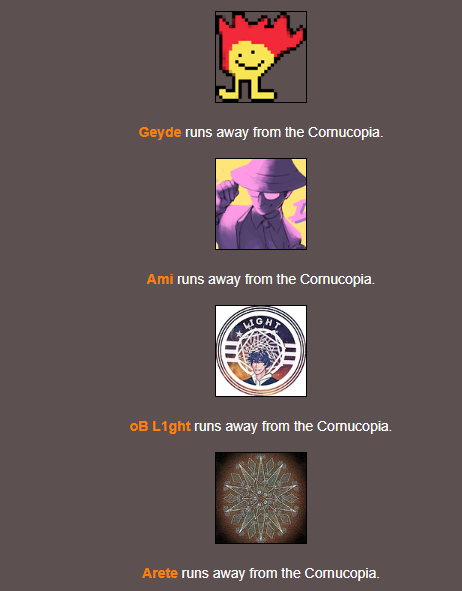 Geyde runs away from the Cornucopia.
Ami runs away from the Cornucopia.
LIGHT
oB L1ght runs away from the Cornucopia.
Arete runs away from the Cornucopia.